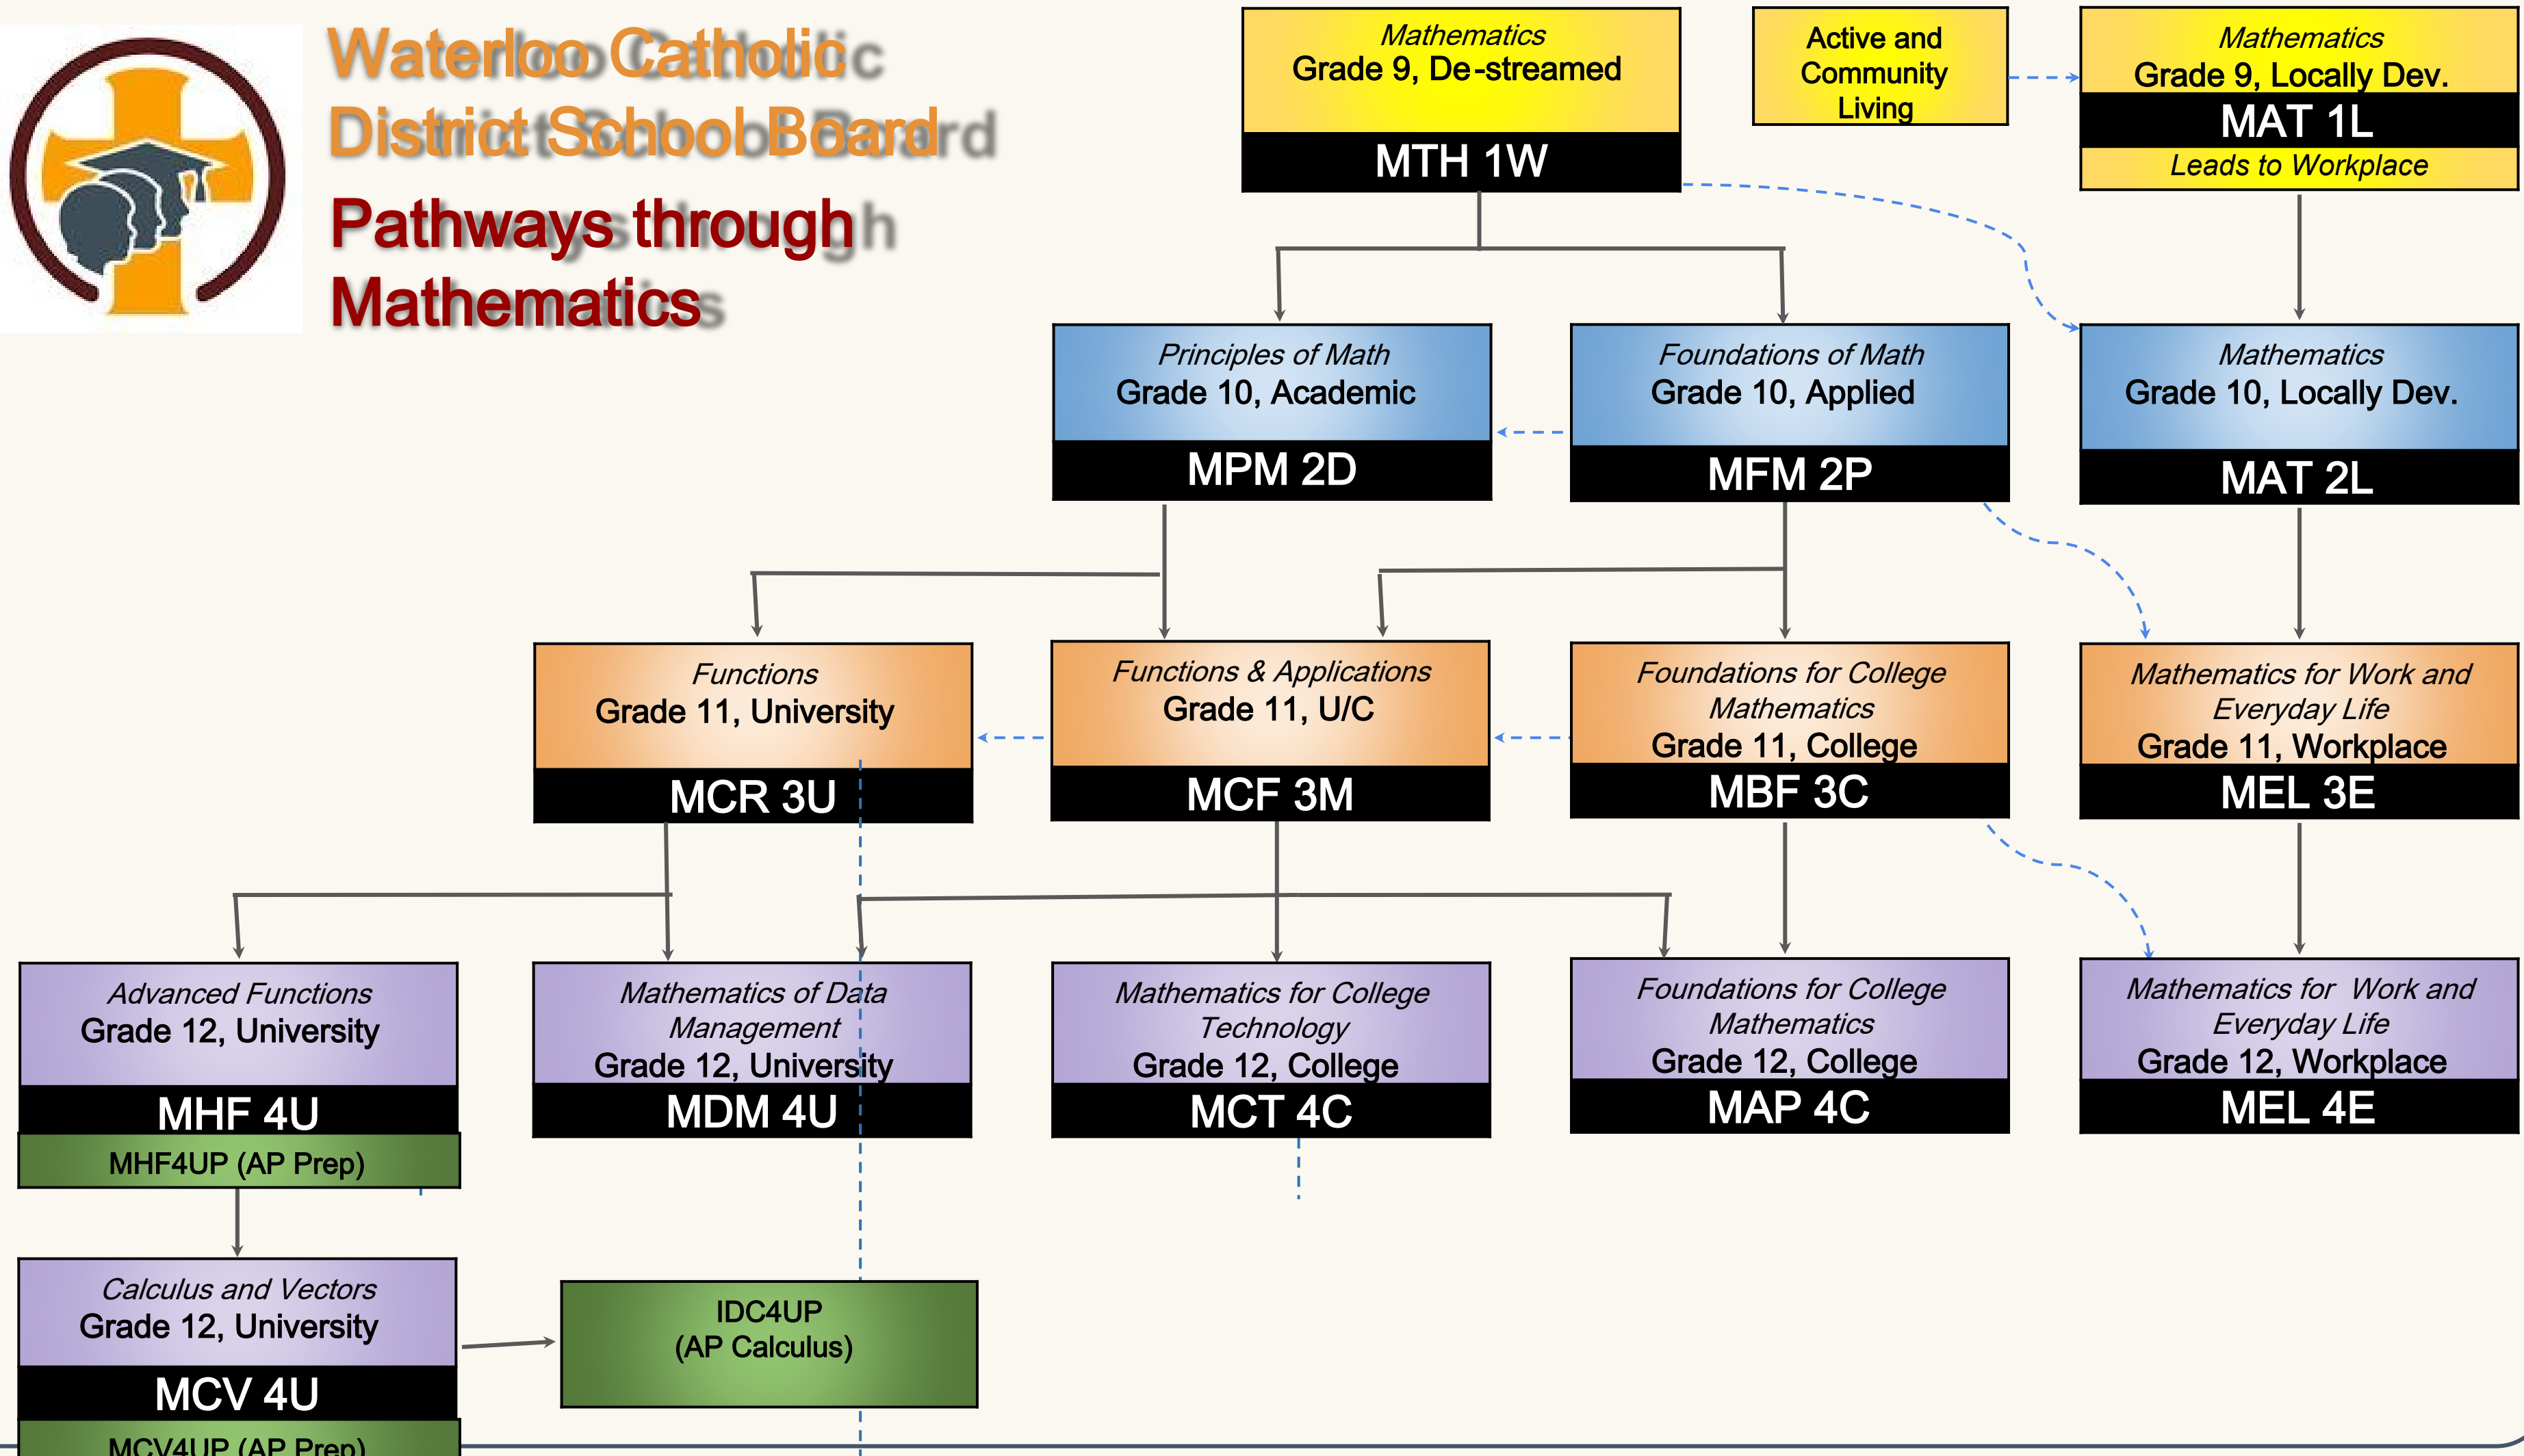 Waterloo Catholic
District School Board
Pathways through
Mathematics
Mathematics
Grade 9, De-streamed
MTH 1W
Active and
Community
Living
Mathematics
Grade 9, Locally Dev.
MAT 1L
Leads to Workplace
Principles of Math
Grade 10, Academic
MPM 2D
Foundations of Math
Grade 10, Applied
MFM 2P
Mathematics
Grade 10, Locally Dev.
MAT 2L
Functions
Grade 11, University
MCR 3U
Functions & Applications
Grade 11, U/C
MCF 3M
Foundations for College
Mathematics
Grade 11, College
MBF 3C
Mathematics for Work and
Everyday Life
Grade 11, Workplace
MEL 3E
Advanced Functions
Grade 12, University
MHF 4U
MHF4UP (AP Prep)
Mathematics of Data
Management
Grade 12, University
MDM 4U
Mathematics for College
Technology
Grade 12, College
MCT 4C
Foundations for College
Mathematics
Grade 12, College
MAP 4C
Mathematics for Work and
Everyday Life
Grade 12, Workplace
MEL 4E
Calculus and Vectors
Grade 12, University
MCV 4U
MCV4UP (AP Prep)
IDC4UP
(AP Calculus)